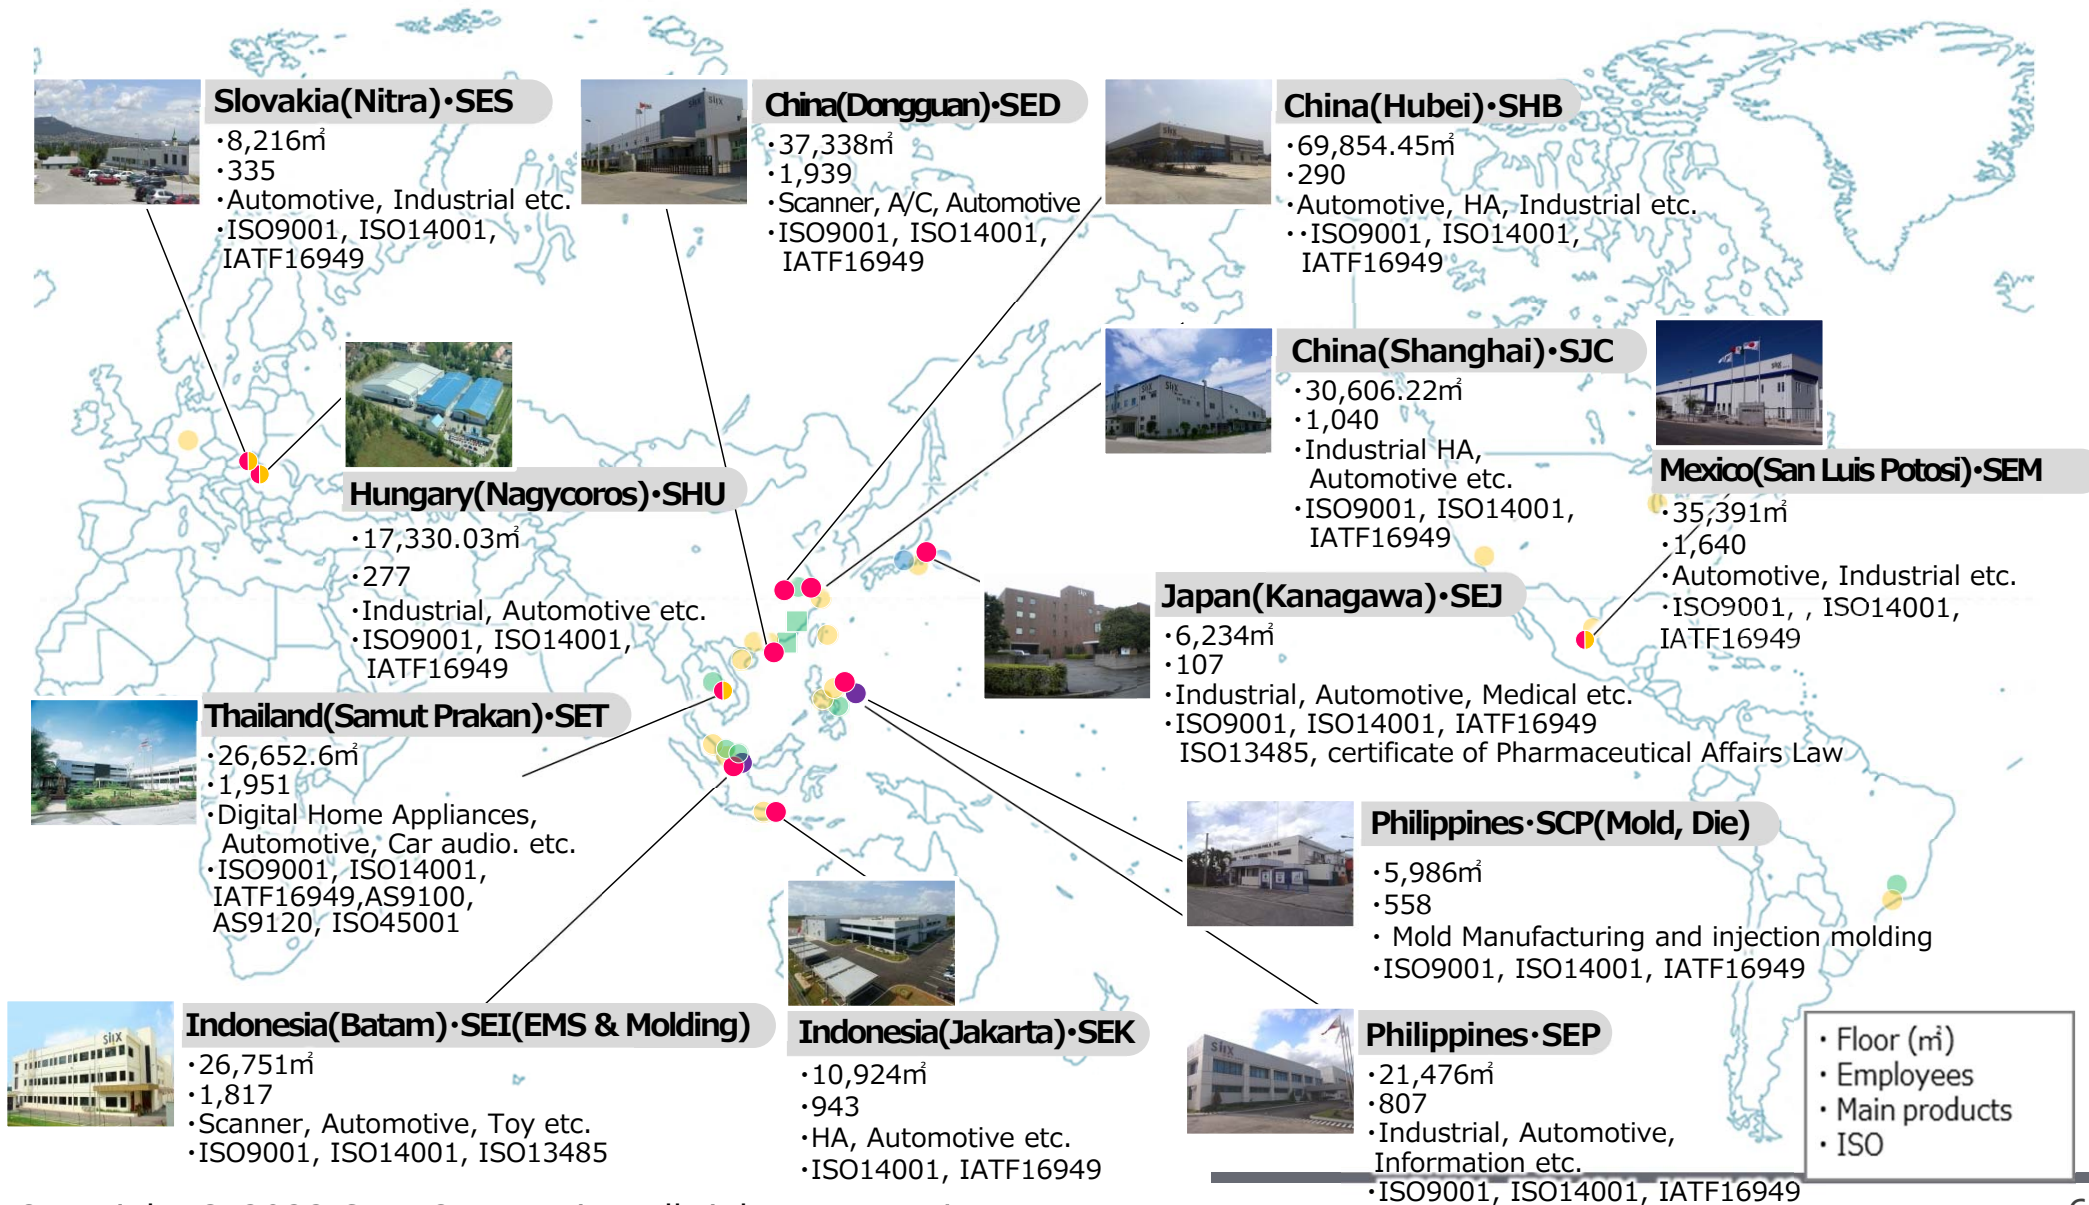 Slovakia(Nitra)・SES
・8,216㎡
・335
・Automotive, Industrial etc.
・ISO9001, ISO14001,
IATF16949
China(Dongguan)・SED
・37,338㎡
・1,939
・Scanner, A/C, Automotive
・ISO9001, ISO14001,
IATF16949
China(Hubei)・SHB
・69,854.45㎡
・290
・Automotive, HA, Industrial etc.
・・ISO9001, ISO14001,
IATF16949
China(Shanghai)・SJC
・30,606.22㎡
・1,040
・Industrial HA,
Automotive etc.
・ISO9001, ISO14001,
IATF16949
Mexico(San Luis Potosi)・SEM
・35,391㎡
・1,640
・Automotive, Industrial etc.
・ISO9001, , ISO14001,
IATF16949
Hungary(Nagycoros)・SHU
・17,330.03㎡
・277
・Industrial, Automotive etc.
・ISO9001, ISO14001,
IATF16949
Japan(Kanagawa)・SEJ
・6,234㎡
・107
・Industrial, Automotive, Medical etc.
・ISO9001, ISO14001, IATF16949
ISO13485, certificate of Pharmaceutical Affairs Law
Thailand(Samut Prakan)・SET
・26,652.6㎡
・1,951
・Digital Home Appliances,
Automotive, Car audio. etc.
・ISO9001, ISO14001,
IATF16949,AS9100,
AS9120, ISO45001
Philippines・SCP(Mold, Die)
・5,986㎡
・558
・ Mold Manufacturing and injection molding
・ISO9001, ISO14001, IATF16949
Indonesia(Batam)・SEI(EMS & Molding)
・26,751㎡
・1,817
・Scanner, Automotive, Toy etc.
・ISO9001, ISO14001, ISO13485
Indonesia(Jakarta)・SEK
・10,924㎡
・943
・HA, Automotive etc.
・ISO14001, IATF16949
Philippines・SEP
・21,476㎡
・807
・Industrial, Automotive,
Information etc.
・ISO9001, ISO14001, IATF16949
・Floor (㎡)
・Employees
・Main products
・ISO